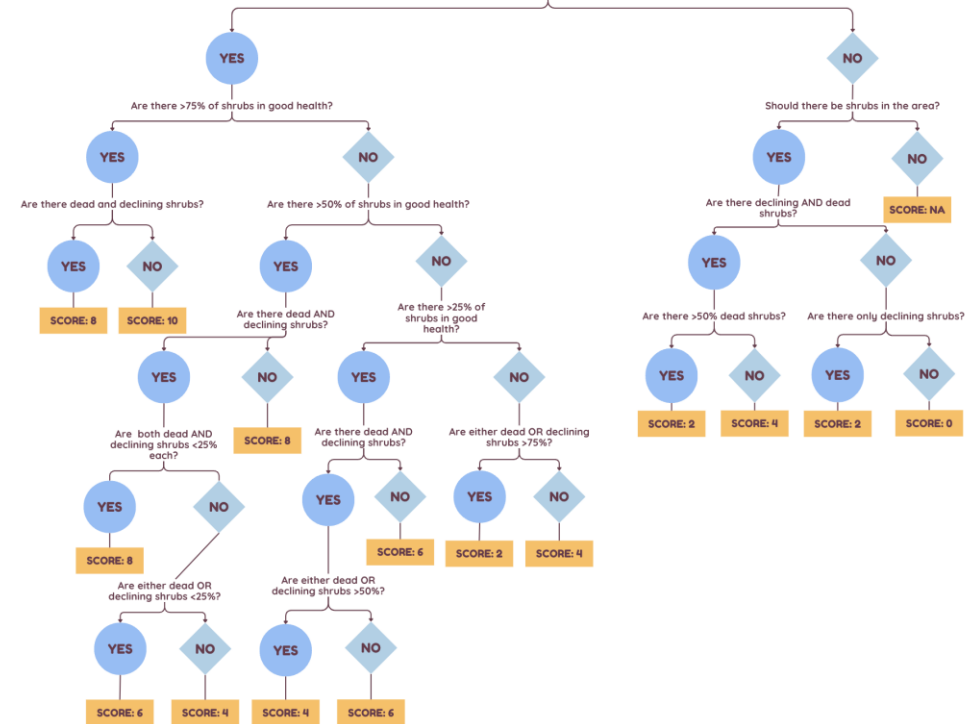 YES
NO
Are there >75% of shrubs in good health?
Should there be shrubs in the area?
YES
NO
YES
NO
Are there dead and declining shrubs?
Are there >50% of shrubs in good health?
Are there declining AND dead
shrubs?
SCORE: NA
YES
NO
YES
NO
YES
NO
SCORE: 8
SCORE: 10
Are there dead AND
declining shrubs?
Are there >25% of
shrubs in good
health?
Are there >50% dead shrubs?
Are there only declining shrubs?
YES
NO
YES
NO
YES
NO
YES
NO
SCORE: 2
SCORE: 4
SCORE: 2
SCORE: 0
Are both dead AND
declining shrubs <25%
each?
SCORE: 8
Are there dead AND
declining shrubs?
Are either dead OR declining
shrubs >75%?
YES
NO
YES
NO
YES
NO
SCORE: 8
SCORE: 6
SCORE: 2
SCORE: 4
Are either dead OR
declining shrubs <25%?
Are either dead OR
declining shrubs >50%?
YES
NO
YES
NO
SCORE: 6
SCORE: 4
SCORE: 4
SCORE: 6